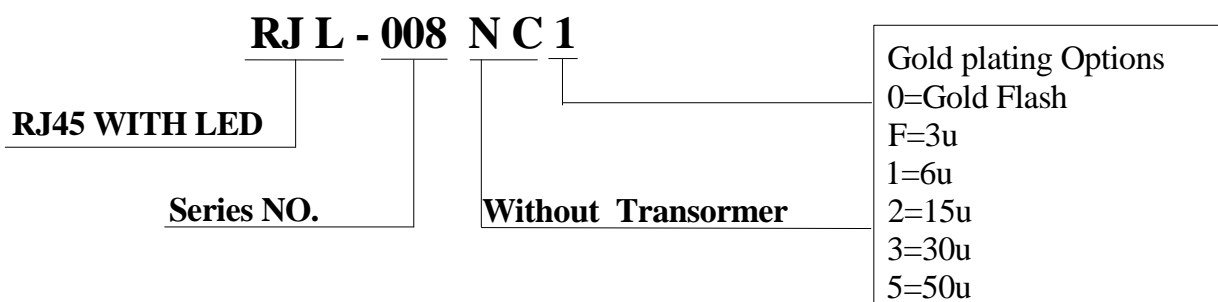 RJ L - 008 N C 1
RJ45 WITH LED
Series NO.
Without Transormer
Gold plating Options
0=Gold Flash
F=3u
1=6u
2=15u
3=30u
5=50u